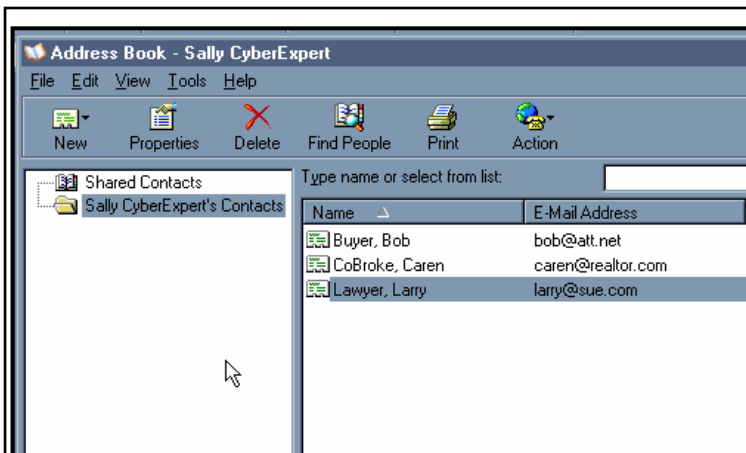 Address Book - Sally CyberExpert
File Edit View Tools Help
New Properties Delete Find People Print Action
Shared Contacts
Sally CyberExpert's Contacts
Type name or select from list:
Name E-Mail Address
Buyer, Bob bob@att.net
CoBroke, Caren caren@realtor.com
Lawyer, Larry larry@sue.com